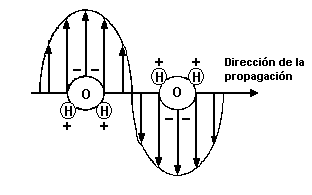 + +
H H
Dirección de la
propagación
− −
O O
H H
− −
+ +